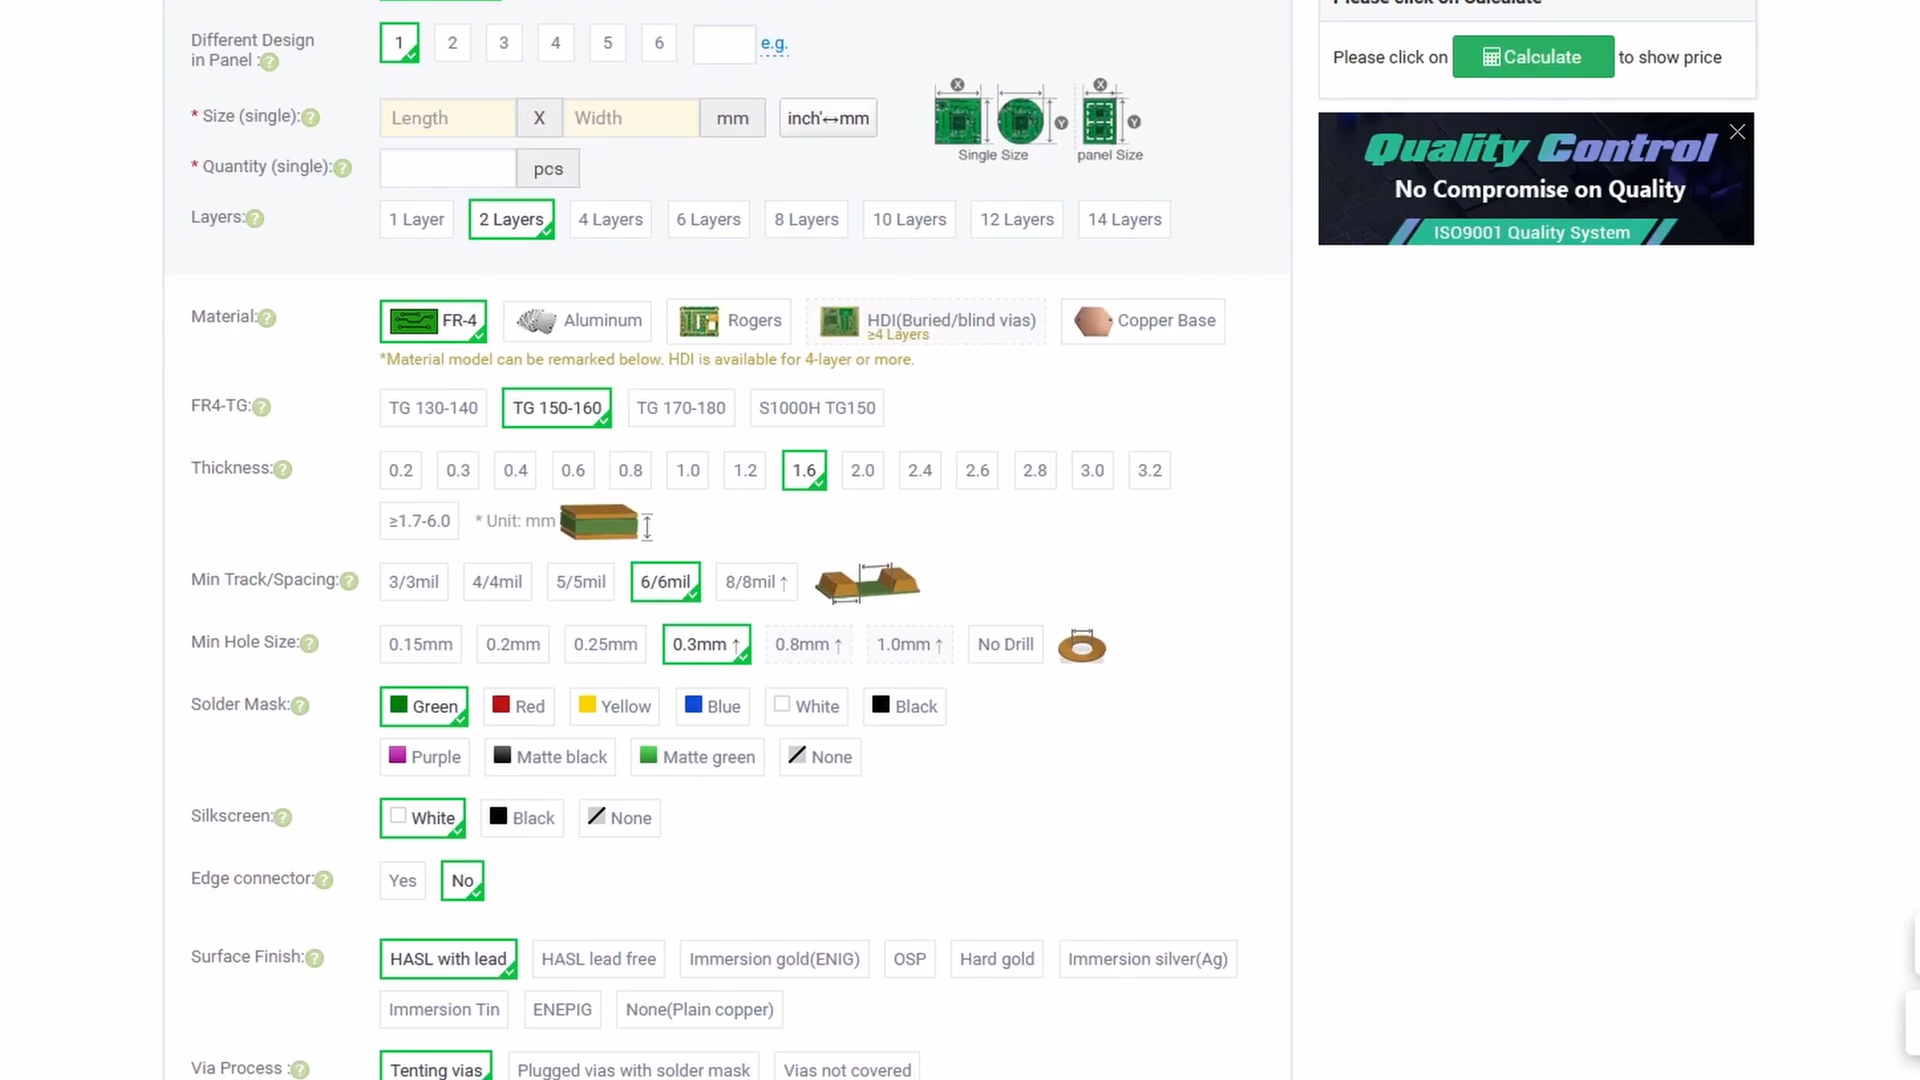 Please click on Calculate
Different Design
in Panel :?
1 2 3 4 5 6 e.g.
* Size (single):? Length X Width mm inch'↔mm
X X
Y Y
Single Size panel Size
* Quantity (single):? pcs
Layers:? 1 Layer 2 Layers 4 Layers 6 Layers 8 Layers 10 Layers 12 Layers 14 Layers
Please click on Calculate to show price
Quality Control
No Compromise on Quality
ISO9001 Quality System
Material:? FR-4 Aluminum Rogers HDI(Buried/blind vias) Copper Base
≥4 Layers
*Material model can be remarked below. HDI is available for 4-layer or more.
FR4-TG:? TG 130-140 TG 150-160 TG 170-180 S1000H TG150
Thickness:? 0.2 0.3 0.4 0.6 0.8 1.0 1.2 1.6 2.0 2.4 2.6 2.8 3.0 3.2
≥1.7-6.0 * Unit: mm
Min Track/Spacing:? 3/3mil 4/4mil 5/5mil 6/6mil 8/8mil ↑
Min Hole Size:? 0.15mm 0.2mm 0.25mm 0.3mm ↑ 0.8mm ↑ 1.0mm ↑ No Drill
Solder Mask:? Green Red Yellow Blue White Black
Purple Matte black Matte green None
Silkscreen:? White Black None
Edge connector:? Yes No
Surface Finish:? HASL with lead HASL lead free Immersion gold(ENIG) OSP Hard gold Immersion silver(Ag)
Immersion Tin ENEPIG None(Plain copper)
Via Process :? Tenting vias Plugged vias with solder mask Vias not covered